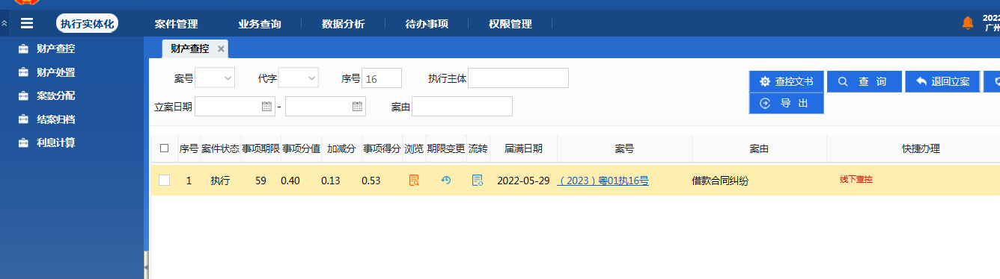 执行实体化 案件管理 业务查询 数据分析 待办事项 权限管理 2022
广州
财产查控
财产处置
案款分配
结案归档
利息计算
财产查控
案号 代字 序号 16 执行主体
立案日期 - 案由
查控文书 查 询 退回立案
导 出
序号 案件状态 事项期限 事项分值 加减分 事项得分 浏览 期限变更 流转 届满日期 案号 案由 快捷办理
1 执行 59 0.40 0.13 0.53 2022-05-29 （2023）粤01执16号 借款合同纠纷 线下查控